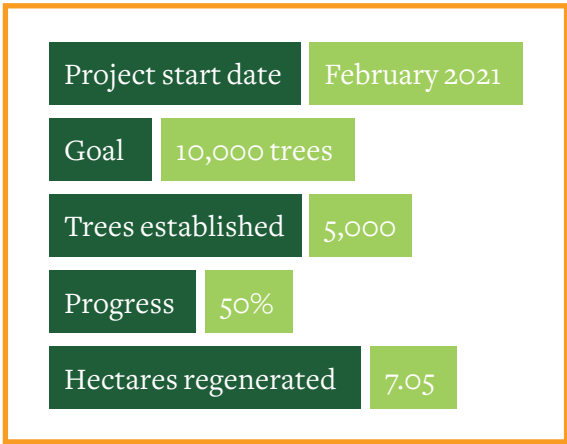 Project start date February 2021
Goal 10,000 trees
Trees established 5,000
Progress 50%
Hectares regenerated 7.05